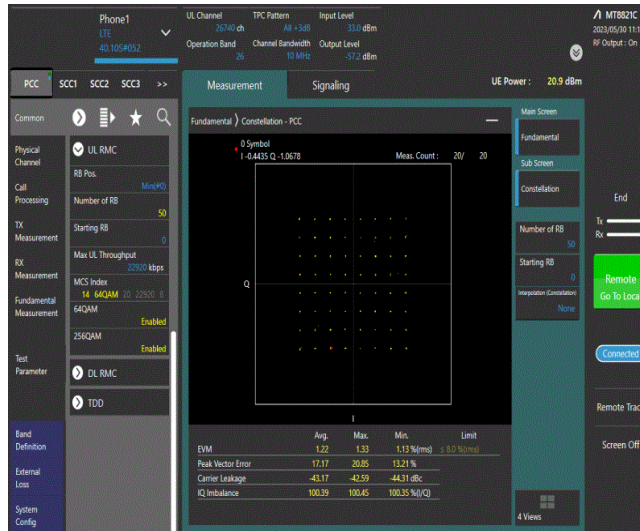 Phone1
LTE
40.10S#052
UL Channel
26740 ch
TPC Pattern
All +3dB
Input Level
33.0 dBm
Operation Band
26
Channel Bandwidth
10 MHz
Output Level
-57.2 dBm
MT8821C
2023/05/30 11:1
RF Output : On
PCC SCC1 SCC2 SCC3 >>
Measurement Signaling
UE Power : 20.9 dBm
Common
Physical
Channel
Call
Processing
TX
Measurement
RX
Measurement
Fundamental
Measurement
Test
Parameter
Band
Definition
External
Loss
System
Config
UL RMC
RB Pos.
Min(#0)
Number of RB
50
Starting RB
0
Max UL Throughput
22920 kbps
MCS Index
14 64QAM 20 22920 6
64QAM
Enabled
256QAM
Enabled
DL RMC
TDD
Fundamental ⟩ Constellation - PCC
0 Symbol
I -0.4435 Q -1.0678
Meas. Count : 20/ 20
Q
I
Avg. Max. Min. Limit
EVM 1.22 1.33 1.13 %(rms) ≤ 8.0 %(rms)
Peak Vector Error 17.17 20.85 13.21 %
Carrier Leakage -43.17 -42.59 -44.31 dBc
IQ Imbalance 100.39 100.45 100.35 %(I/Q)
Main Screen
Fundamental
Sub Screen
Constellation
Number of RB
50
Starting RB
0
Interpolation (Constellation)
None
4 Views
End
Tx
Rx
Remote
Go To Loca
Connected
Remote Trac
Screen Off